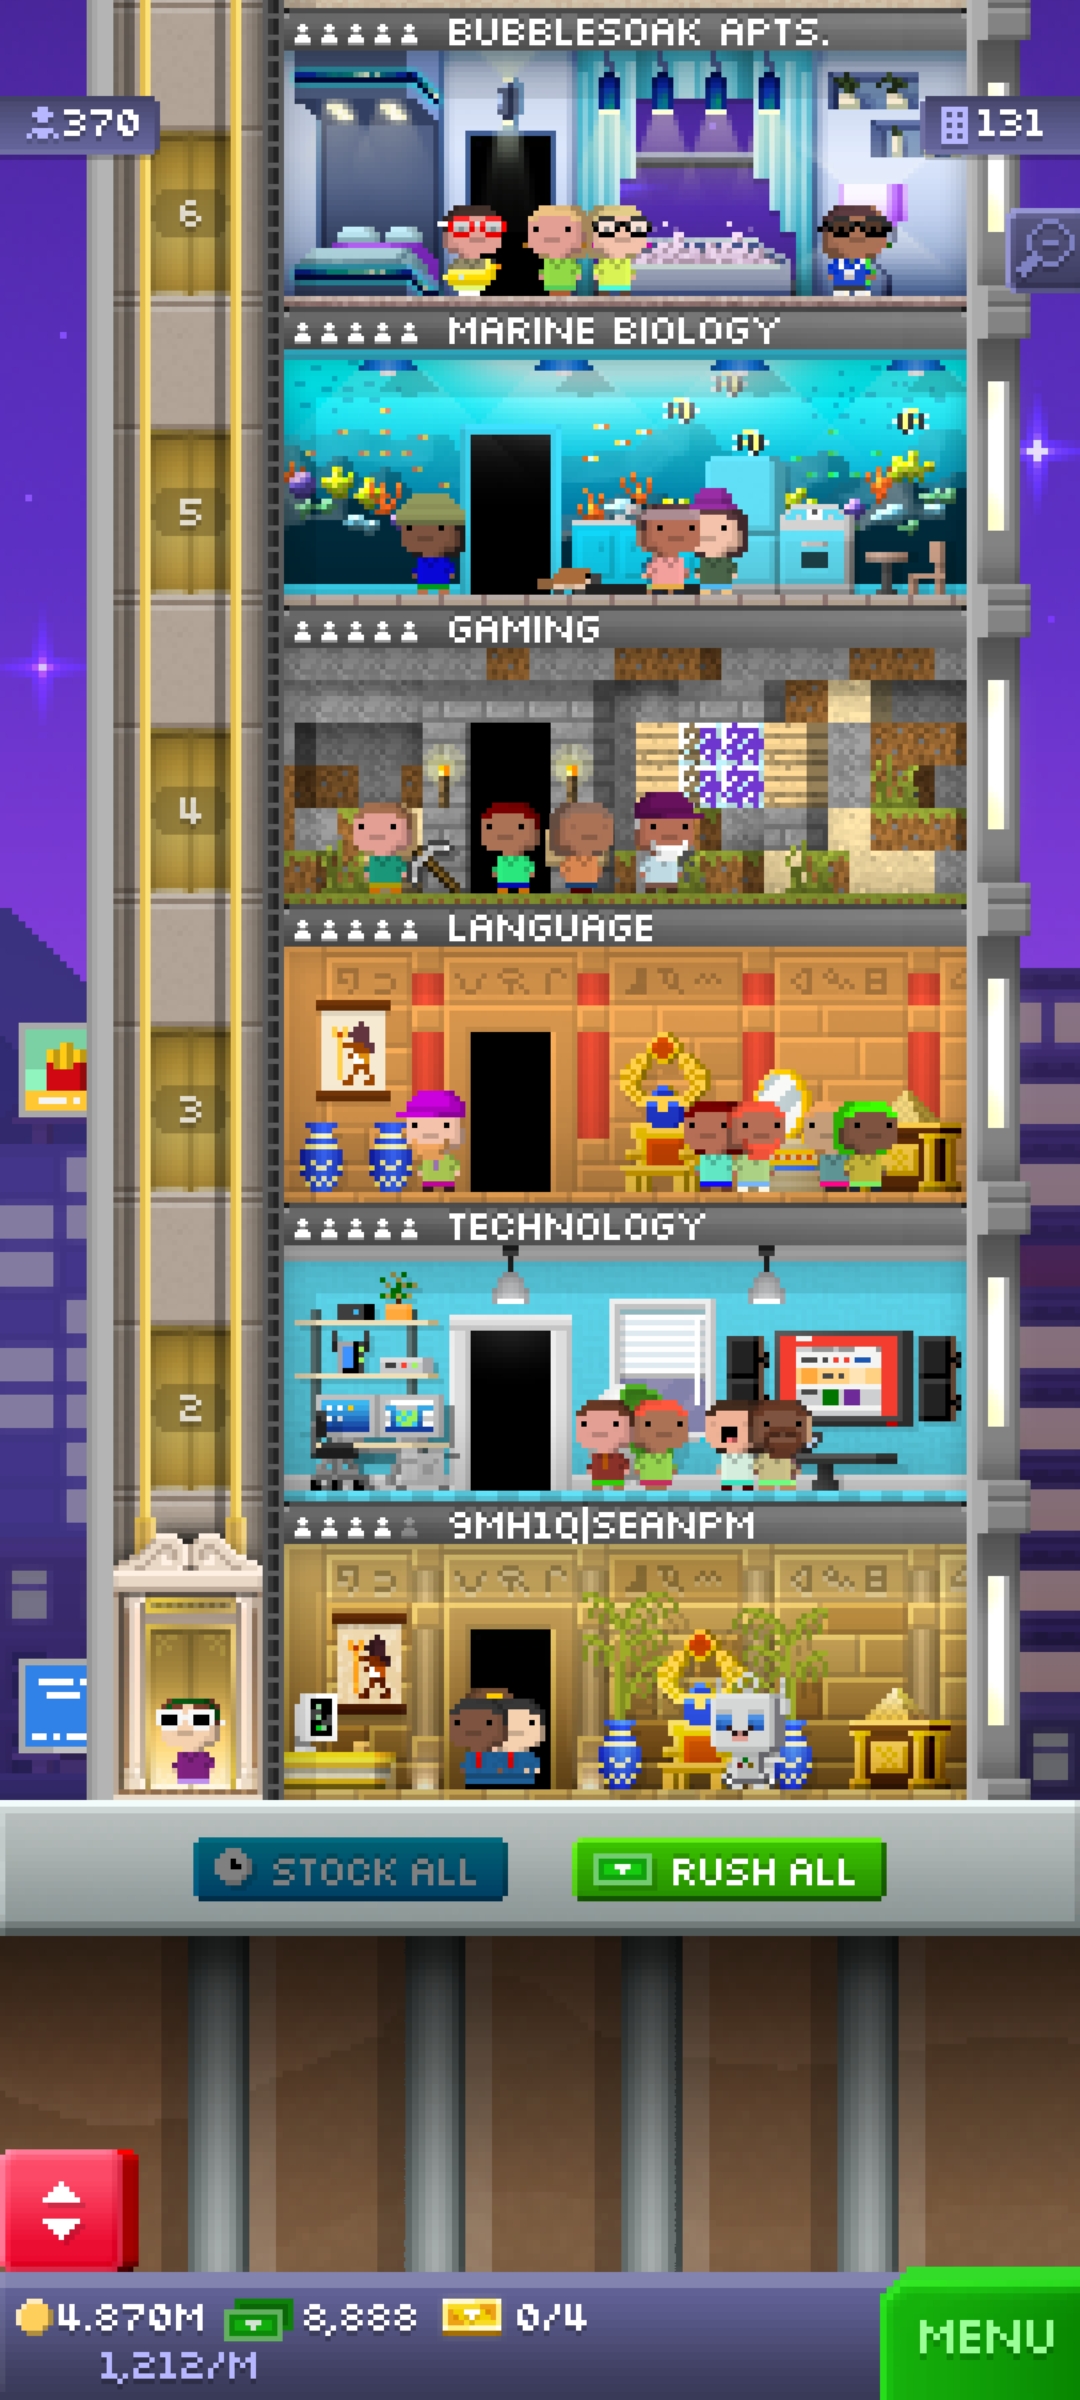 BUBBLESOAK APTS.
370
131
6
MARINE BIOLOGY
5
GAMING
4
LANGUAGE
3
TECHNOLOGY
2
9MH1Q|SEANPM
STOCK ALL
RUSH ALL
4.870M
8,888
0/4
1,212/M
MENU